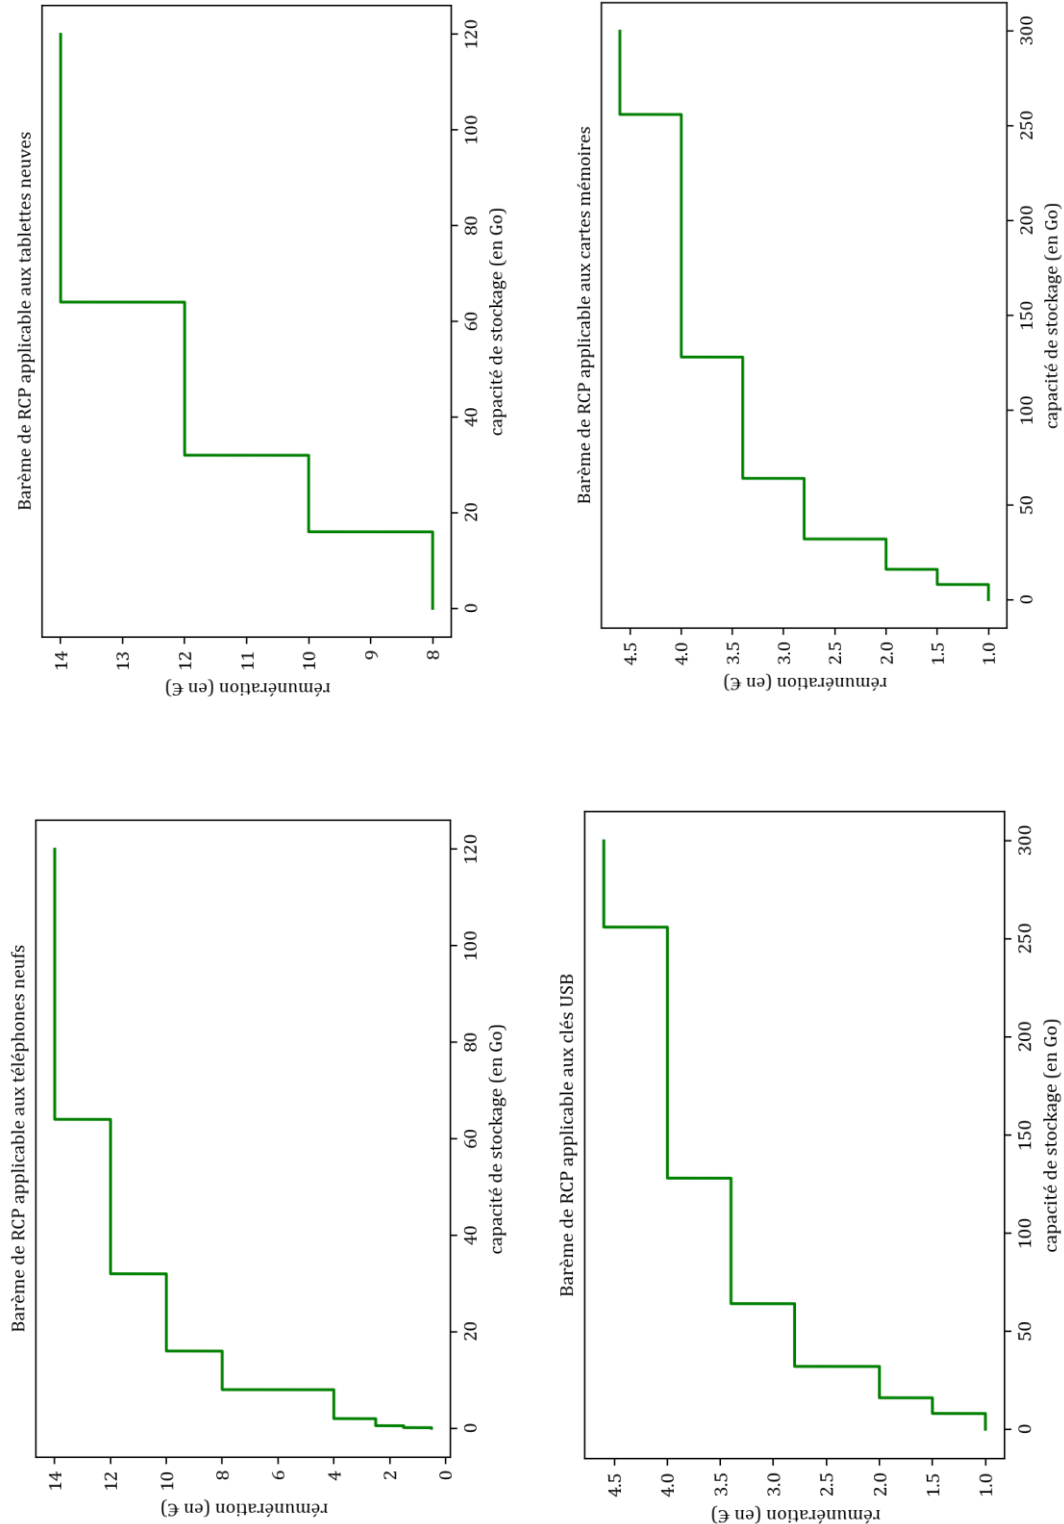 Barème de RCP applicable aux téléphones neufs
14
12
10
8
6
4
2
0
rémunération (en €)
0 20 40 60 80 100 120
capacité de stockage (en Go)
Barème de RCP applicable aux tablettes neuves
14
13
12
11
10
9
8
rémunération (en €)
0 20 40 60 80 100 120
capacité de stockage (en Go)
Barème de RCP applicable aux clés USB
4.5
4.0
3.5
3.0
2.5
2.0
1.5
1.0
rémunération (en €)
0 50 100 150 200 250 300
capacité de stockage (en Go)
Barème de RCP applicable aux cartes mémoires
4.5
4.0
3.5
3.0
2.5
2.0
1.5
1.0
rémunération (en €)
0 50 100 150 200 250 300
capacité de stockage (en Go)